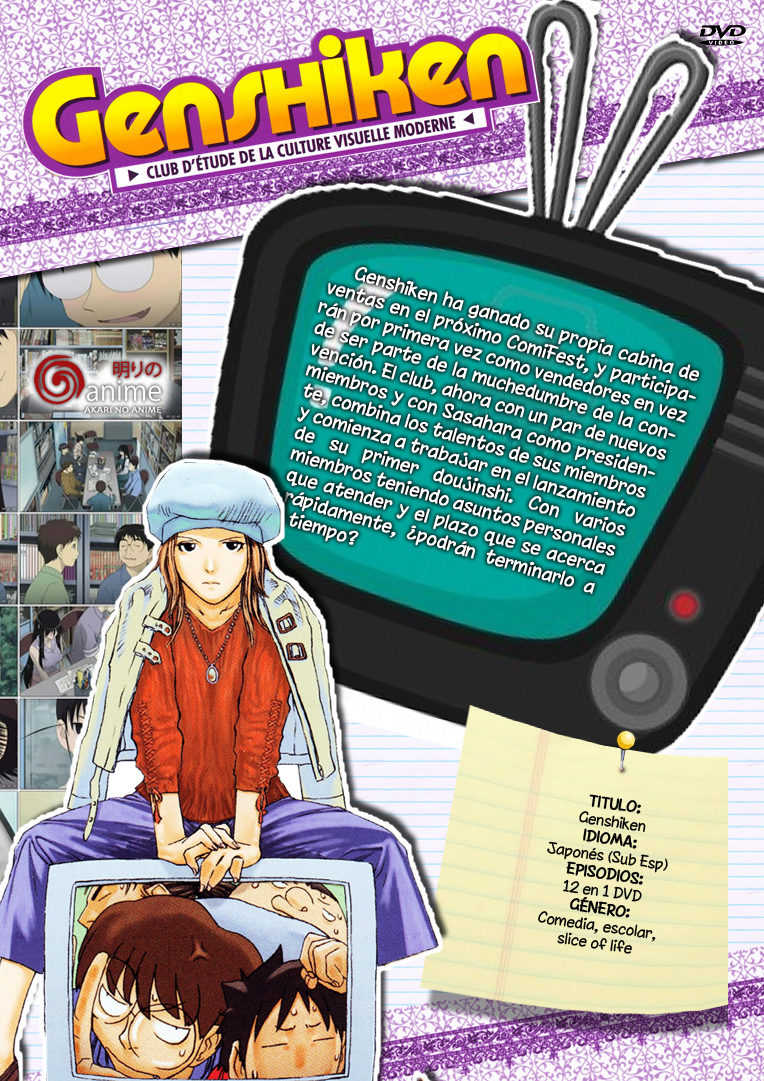 DVD
VIDEO
Genshiken
CLUB D'ÉTUDE DE LA CULTURE VISUELLE MODERNE
Genshiken ha ganado su propia cabina de
ventas en el próximo ComiFest, y participa-
rán por primera vez como vendedores en vez
de ser parte de la muchedumbre de la con-
vención. El club, ahora con un par de nuevos
miembros y con Sasahara como presiden-
te, combina los talentos de sus miembros
y comienza a trabajar en el lanzamiento
de su primer doujinshi. Con varios
miembros teniendo asuntos personales
que atender y el plazo que se acerca
rápidamente, ¿podrán terminarlo a
tiempo?
明りの
anime
AKARI NO ANIME
TITULO:
Genshiken
IDIOMA:
Japonés (Sub Esp)
EPISODIOS:
12 en 1 DVD
GÉNERO:
Comedia, escolar,
slice of life